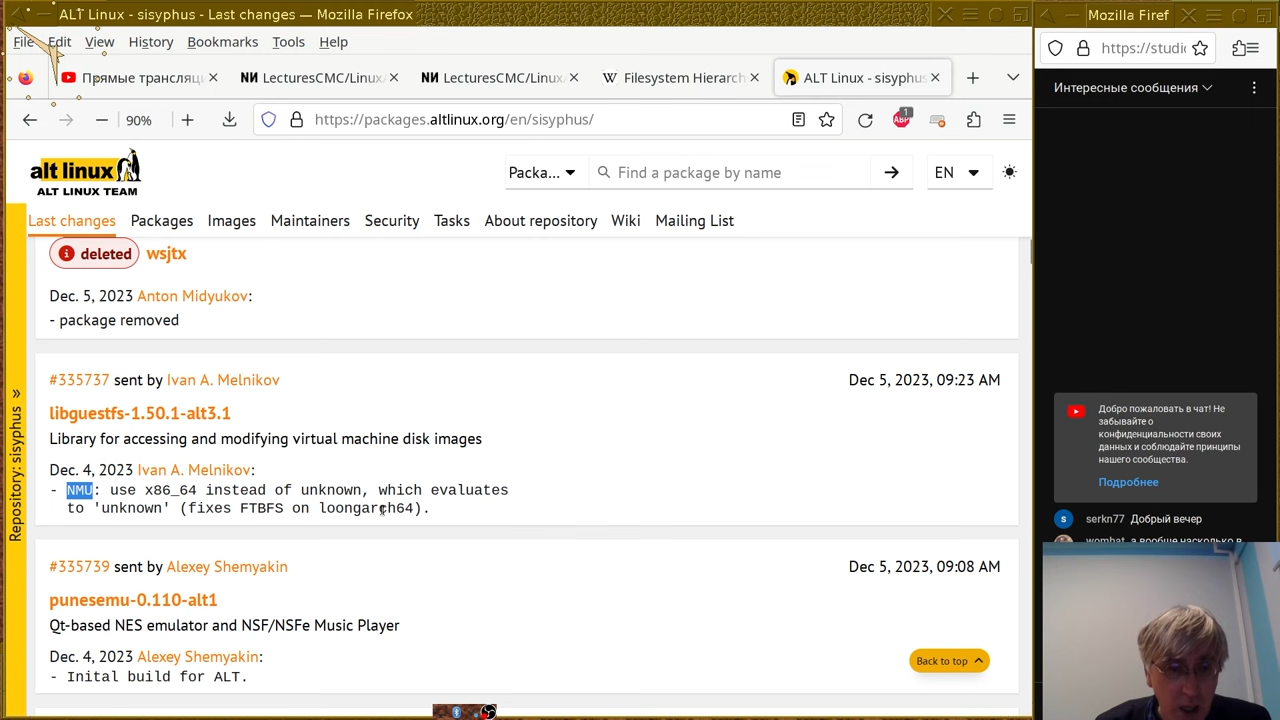 ALT Linux - sisyphus - Last changes — Mozilla Firefox
File Edit View History Bookmarks Tools Help
Прямые трансляц
LecturesCMC/Linux
LecturesCMC/Linux
Filesystem Hierarch
ALT Linux - sisyphus
90%
https://packages.altlinux.org/en/sisyphus/
1
ABP
alt linux
ALT LINUX TEAM
Packa...
Find a package by name
EN
Last changes Packages Images Maintainers Security Tasks About repository Wiki Mailing List
Repository: sisyphus »
deleted wsjtx
Dec. 5, 2023 Anton Midyukov:
- package removed
#335737 sent by Ivan A. Melnikov
Dec 5, 2023, 09:23 AM
libguestfs-1.50.1-alt3.1
Library for accessing and modifying virtual machine disk images
Dec. 4, 2023 Ivan A. Melnikov:
- NMU: use x86_64 instead of unknown, which evaluates
to 'unknown' (fixes FTBFS on loongarch64).
#335739 sent by Alexey Shemyakin
Dec 5, 2023, 09:08 AM
punesemu-0.110-alt1
Qt-based NES emulator and NSF/NSFe Music Player
Dec. 4, 2023 Alexey Shemyakin:
- Inital build for ALT.
Back to top
Mozilla Firef
https://studi
Интересные сообщения
Добро пожаловать в чат! Не
забывайте о
конфиденциальности своих
данных и соблюдайте принципы
нашего сообщества.
Подробнее
s serkn77 Добрый вечер
wombat а вообще насколько в